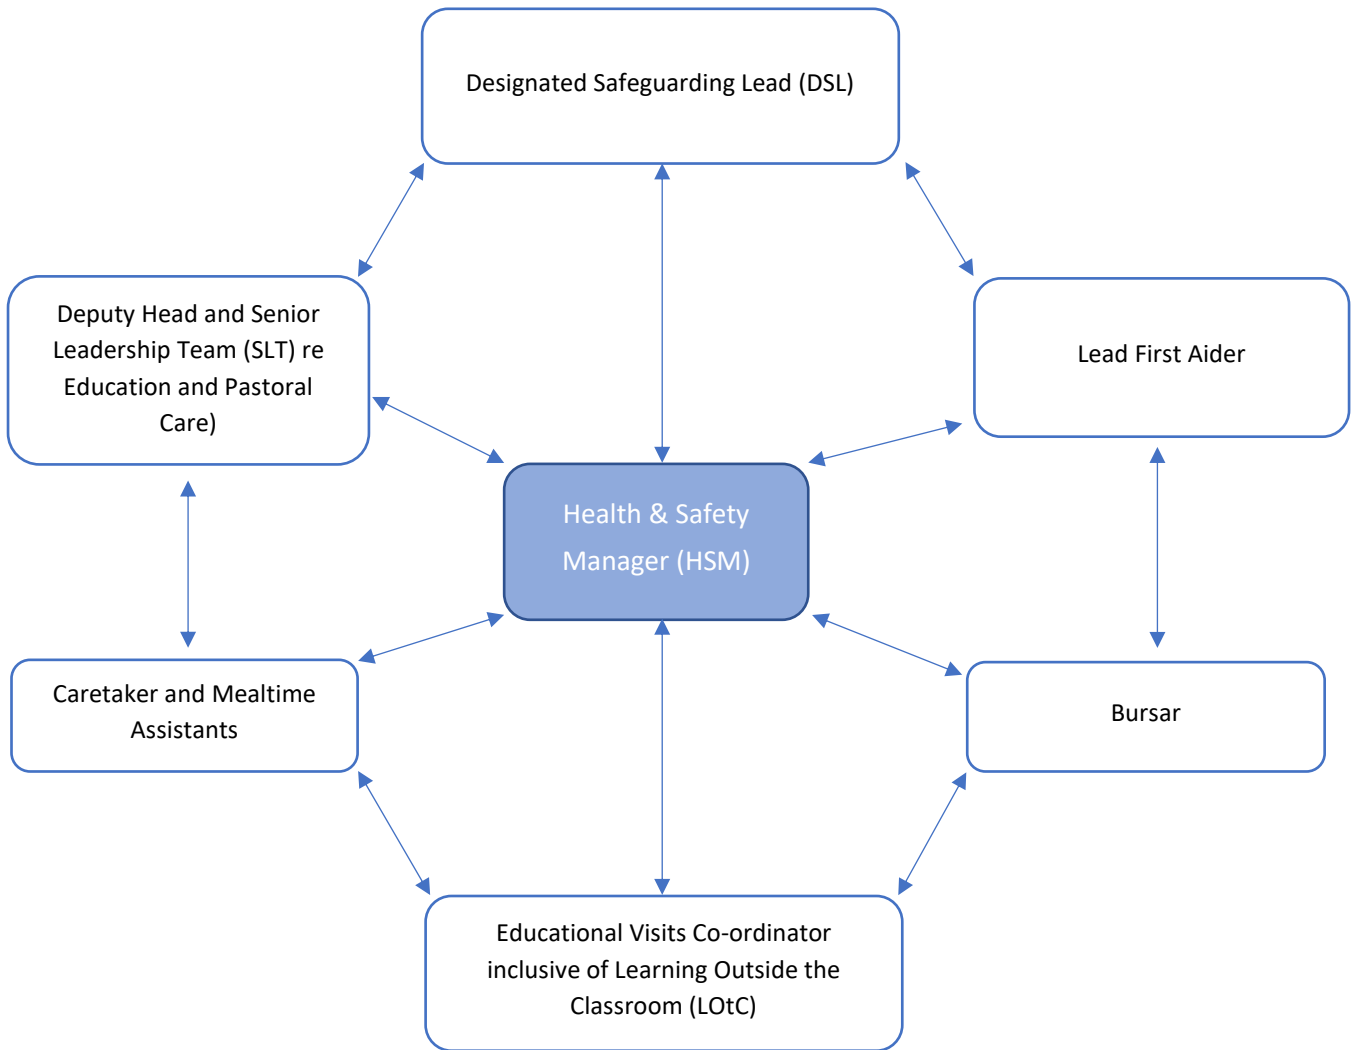 Designated Safeguarding Lead (DSL)
Deputy Head and Senior
Leadership Team (SLT) re
Education and Pastoral
Care)
Lead First Aider
Health & Safety
Manager (HSM)
Caretaker and Mealtime
Assistants
Bursar
Educational Visits Co-ordinator
inclusive of Learning Outside the
Classroom (LOtC)